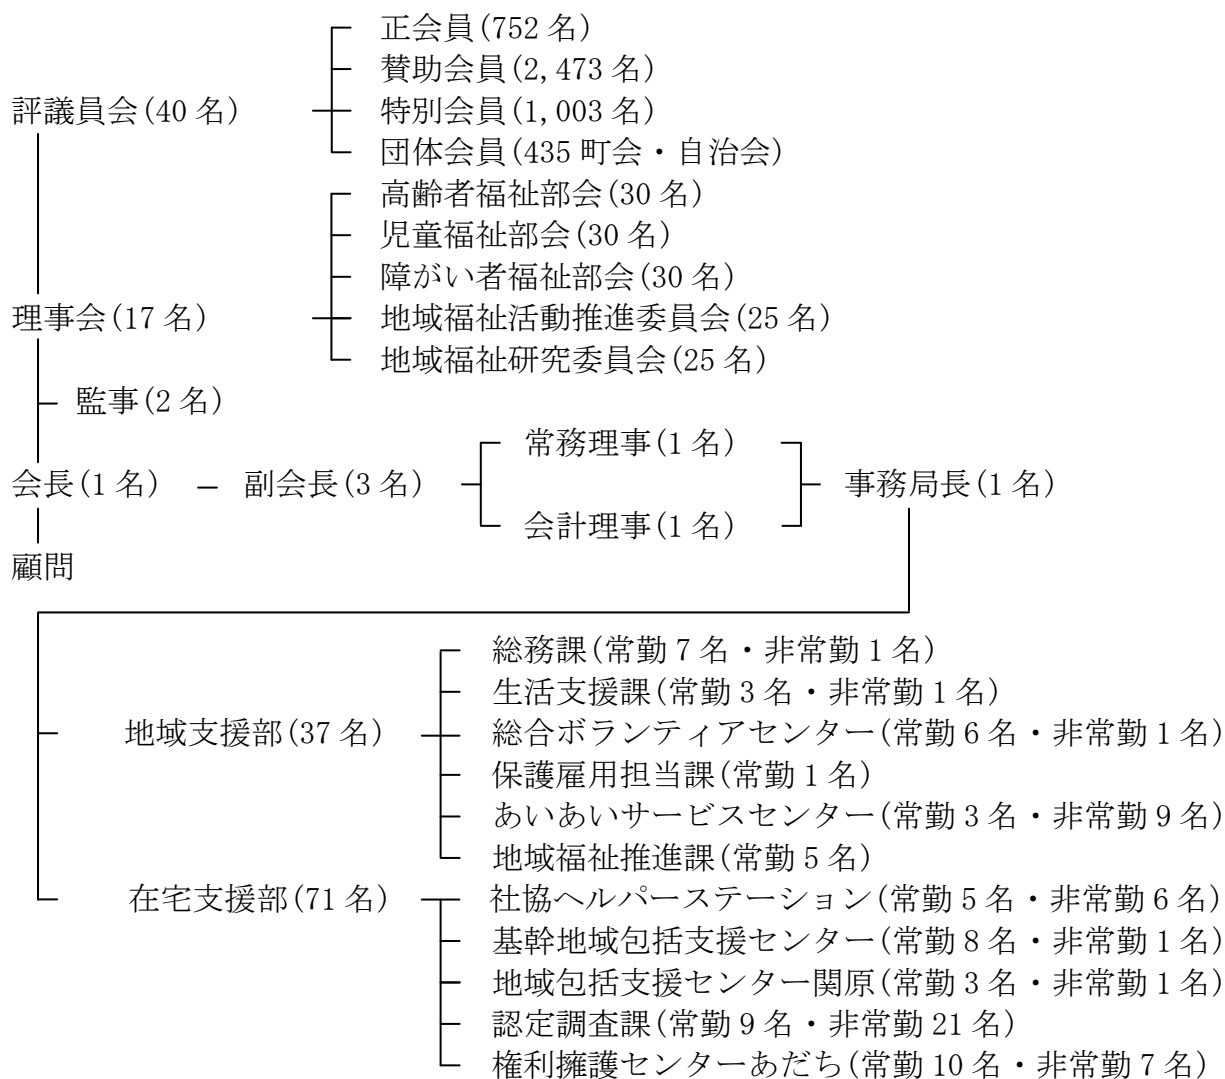 正会員(752名)
賛助会員(2,473名)
評議員会(40名)
特別会員(1,003名)
団体会員(435町会・自治会)
高齢者福祉部会(30名)
児童福祉部会(30名)
障がい者福祉部会(30名)
理事会(17名)
地域福祉活動推進委員会(25名)
地域福祉研究委員会(25名)
監事(2名)
常務理事(1名)
会長(1名) 副会長(3名) 事務局長(1名)
会計理事(1名)
顧問
総務課(常勤7名・非常勤1名)
生活支援課(常勤3名・非常勤1名)
地域支援部(37名) 総合ボランティアセンター(常勤6名・非常勤1名)
保護雇用担当課(常勤1名)
あいあいサービスセンター(常勤3名・非常勤9名)
地域福祉推進課(常勤5名)
在宅支援部(71名) 社協ヘルパーステーション(常勤5名・非常勤6名)
基幹地域包括支援センター(常勤8名・非常勤1名)
地域包括支援センター関原(常勤3名・非常勤1名)
認定調査課(常勤9名・非常勤21名)
権利擁護センターあだち(常勤10名・非常勤7名)